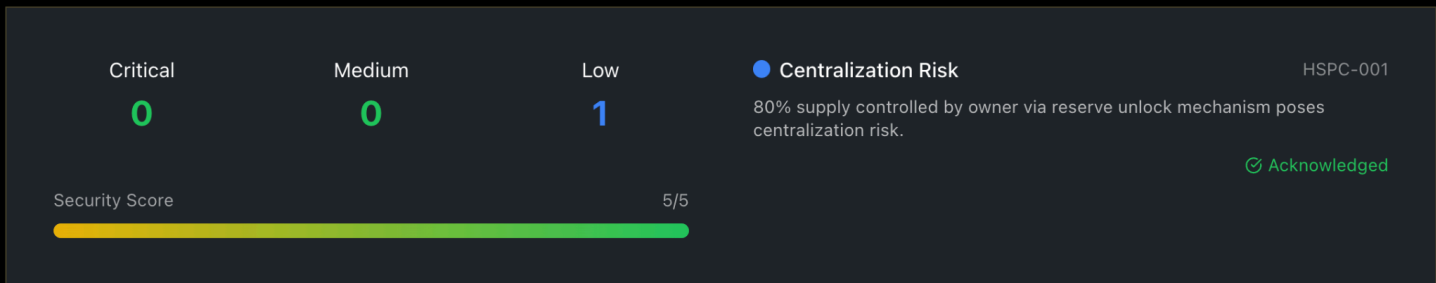 Critical Medium Low
0 0 1
Security Score 5/5
Centralization Risk HSPC-001
80% supply controlled by owner via reserve unlock mechanism poses
centralization risk.
Acknowledged